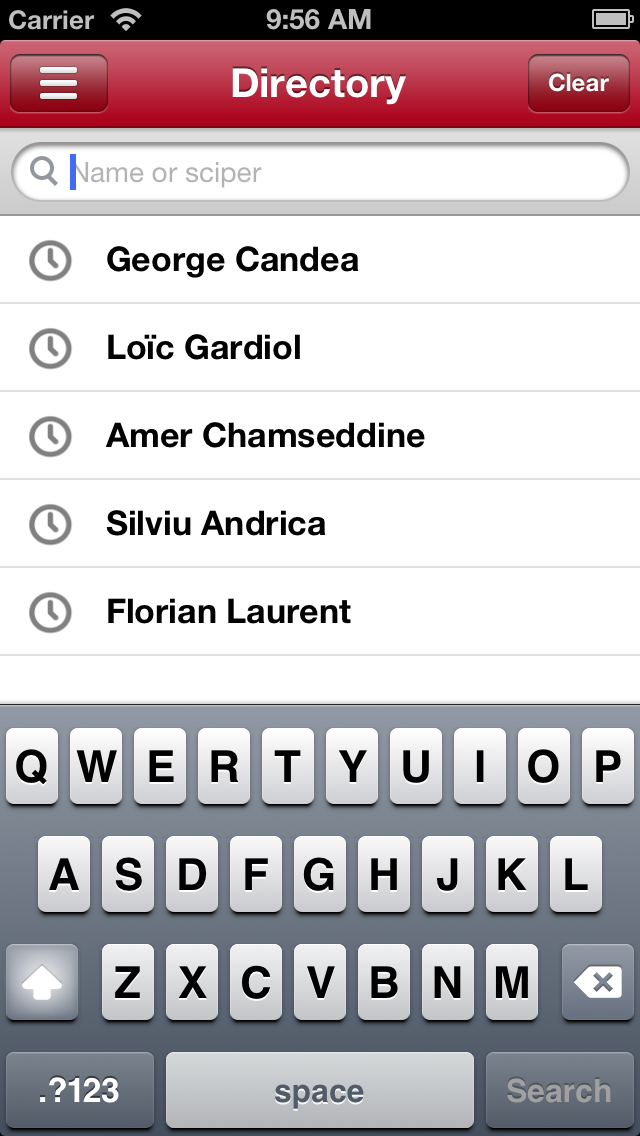 Carrier 9:56 AM
Directory Clear
Name or sciper
George Candea
Loïc Gardiol
Amer Chamseddine
Silviu Andrica
Florian Laurent
Q W E R T Y U I O P
A S D F G H J K L
Z X C V B N M
.?123 space Search